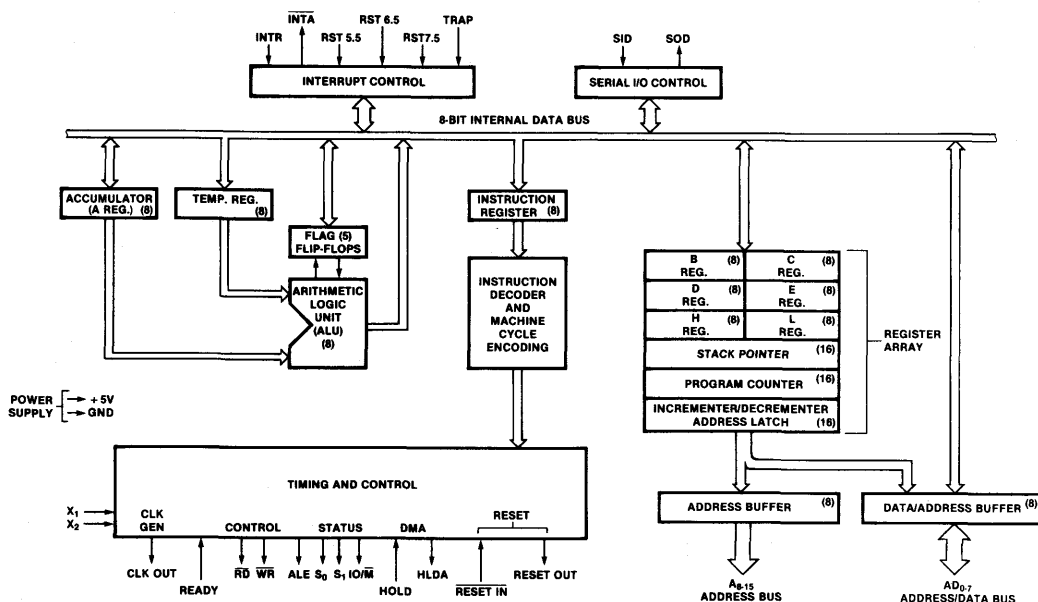 INTR
INTA
RST 5.5
RST 6.5
RST7.5
TRAP
INTERRUPT CONTROL
SID
SOD
SERIAL I/O CONTROL
8-BIT INTERNAL DATA BUS
ACCUMULATOR
(A REG.) (8)
TEMP. REG.
(8)
FLAG (5)
FLIP-FLOPS
ARITHMETIC
LOGIC
UNIT
(ALU)
(8)
INSTRUCTION
REGISTER (8)
INSTRUCTION
DECODER
AND
MACHINE
CYCLE
ENCODING
B (8)
REG.
C (8)
REG.
D (8)
REG.
E (8)
REG.
H (8)
REG.
L (8)
REG.
STACK POINTER (16)
PROGRAM COUNTER (16)
INCREMENTER/DECREMENTER
ADDRESS LATCH (16)
REGISTER
ARRAY
POWER
SUPPLY
+5V
GND
TIMING AND CONTROL
X1
X2
CLK
GEN
CONTROL
STATUS
DMA
RESET
CLK OUT
READY
RD
WR
ALE
S0
S1
IO/M
HOLD
HLDA
RESET IN
RESET OUT
ADDRESS BUFFER (8)
DATA/ADDRESS BUFFER (8)
A8-15
ADDRESS BUS
AD0-7
ADDRESS/DATA BUS